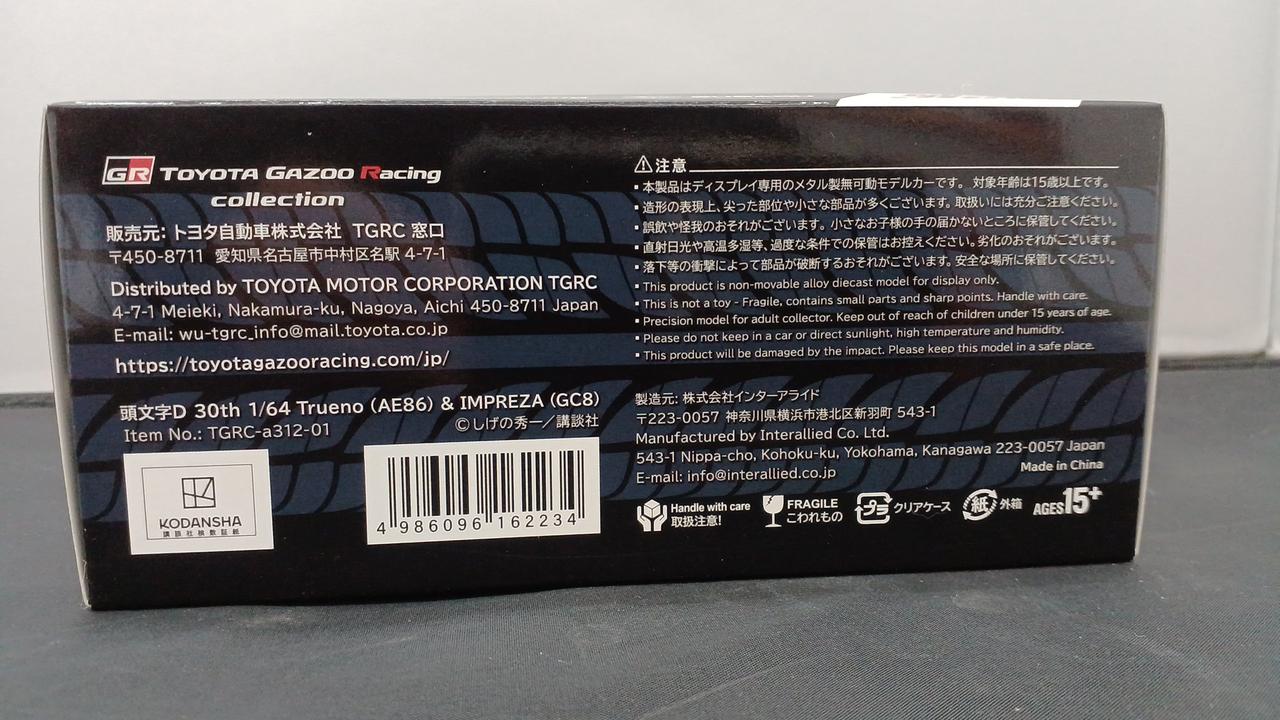 GR TOYOTA GAZOO Racing
collection
販売元: トヨタ自動車株式会社 TGRC 窓口
〒450-8711 愛知県名古屋市中村区名駅 4-7-1
Distributed by TOYOTA MOTOR CORPORATION TGRC
4-7-1 Meieki, Nakamura-ku, Nagoya, Aichi 450-8711 Japan
E-mail: wu-tgrc_info@mail.toyota.co.jp
https://toyotagazooracing.com/jp/
頭文字D 30th 1/64 Trueno (AE86) & IMPREZA (GC8)
Item No.: TGRC-a312-01
©しげの秀一／講談社
KODANSHA
講談社検数証紙
4 986096 162234
⚠注意
▪本製品はディスプレイ専用のメタル製無可動モデルカーです。 対象年齢は15歳以上です。
▪造形の表現上、尖った部位や小さな部品が多くございます。取扱いには充分ご注意ください。
▪誤飲や怪我のおそれがございます。小さなお子様の手の届かないところに保管してください。
▪直射日光や高温多湿等、過度な条件での保管はお控えください。劣化のおそれがございます。
▪落下等の衝撃によって部品が破断するおそれがございます。安全な場所に保管してください。
▪This product is non-movable alloy diecast model for display only.
▪This is not a toy - Fragile, contains small parts and sharp points. Handle with care.
▪Precision model for adult collector. Keep out of reach of children under 15 years of age.
▪Please do not keep in a car or direct sunlight, high temperature and humidity.
▪This product will be damaged by the impact. Please keep this model in a safe place.
製造元: 株式会社インターアライド
〒223-0057 神奈川県横浜市港北区新羽町 543-1
Manufactured by Interallied Co. Ltd.
543-1 Nippa-cho, Kohoku-ku, Yokohama, Kanagawa 223-0057 Japan
E-mail: info@interallied.co.jp
Made in China
Handle with care
取扱注意!
FRAGILE
こわれもの
プラ クリアケース
紙 外箱
AGES 15+